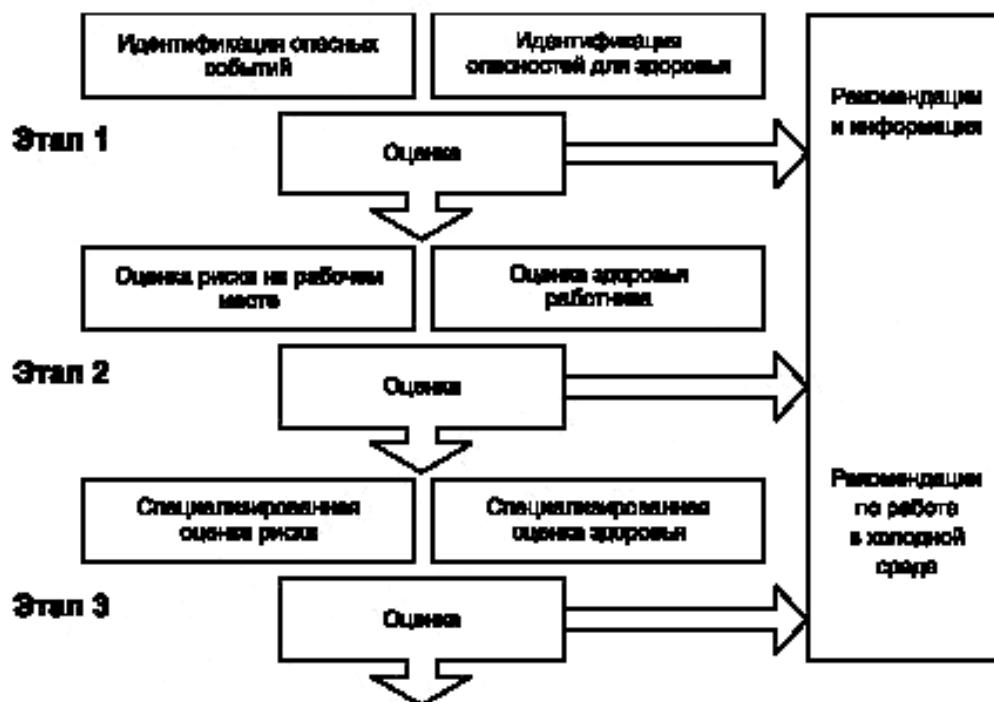 Идентификация опасных
событий
Идентификация
опасностей для здоровья
Рекомендации
и информация
Этап 1
Оценка
Оценка риска на рабочем
месте
Оценка здоровья
работника
Этап 2
Оценка
Специализированная
оценка риска
Специализированная
оценка здоровья
Рекомендации
по работе
в холодной
среде
Этап 3
Оценка